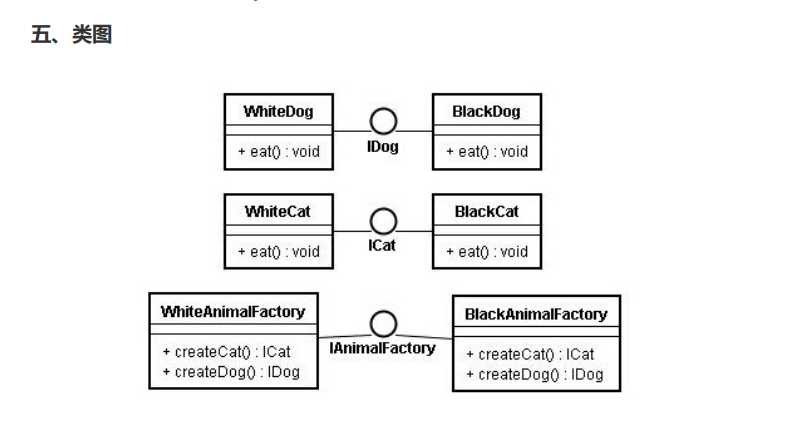 五、类图
WhiteDog
+ eat() : void
IDog
BlackDog
+ eat() : void
WhiteCat
+ eat() : void
ICat
BlackCat
+ eat() : void
WhiteAnimalFactory
+ createCat() : ICat
+ createDog() : IDog
IAnimalFactory
BlackAnimalFactory
+ createCat() : ICat
+ createDog() : IDog